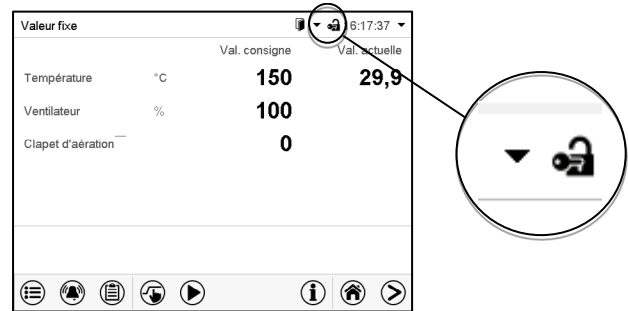 Valeur fixe 6:17:37
Val. consigne Val. actuelle
Température °C 150 29,9
Ventilateur % 100
Clapet d'aération 0